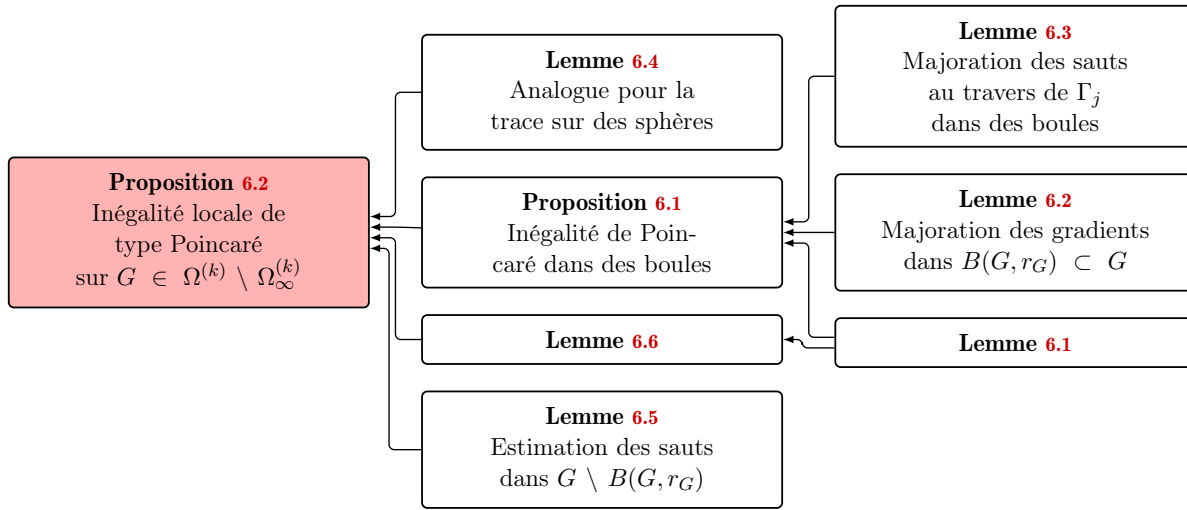 Proposition 6.2
Inégalité locale de
type Poincaré
sur G ∈ Ω^(k) \ Ω_∞^(k)
Lemme 6.4
Analogue pour la
trace sur des sphères
Proposition 6.1
Inégalité de Poin-
caré dans des boules
Lemme 6.6
Lemme 6.5
Estimation des sauts
dans G \ B(G, r_G)
Lemme 6.3
Majoration des sauts
au travers de Γ_j
dans des boules
Lemme 6.2
Majoration des gradients
dans B(G, r_G) ⊂ G
Lemme 6.1